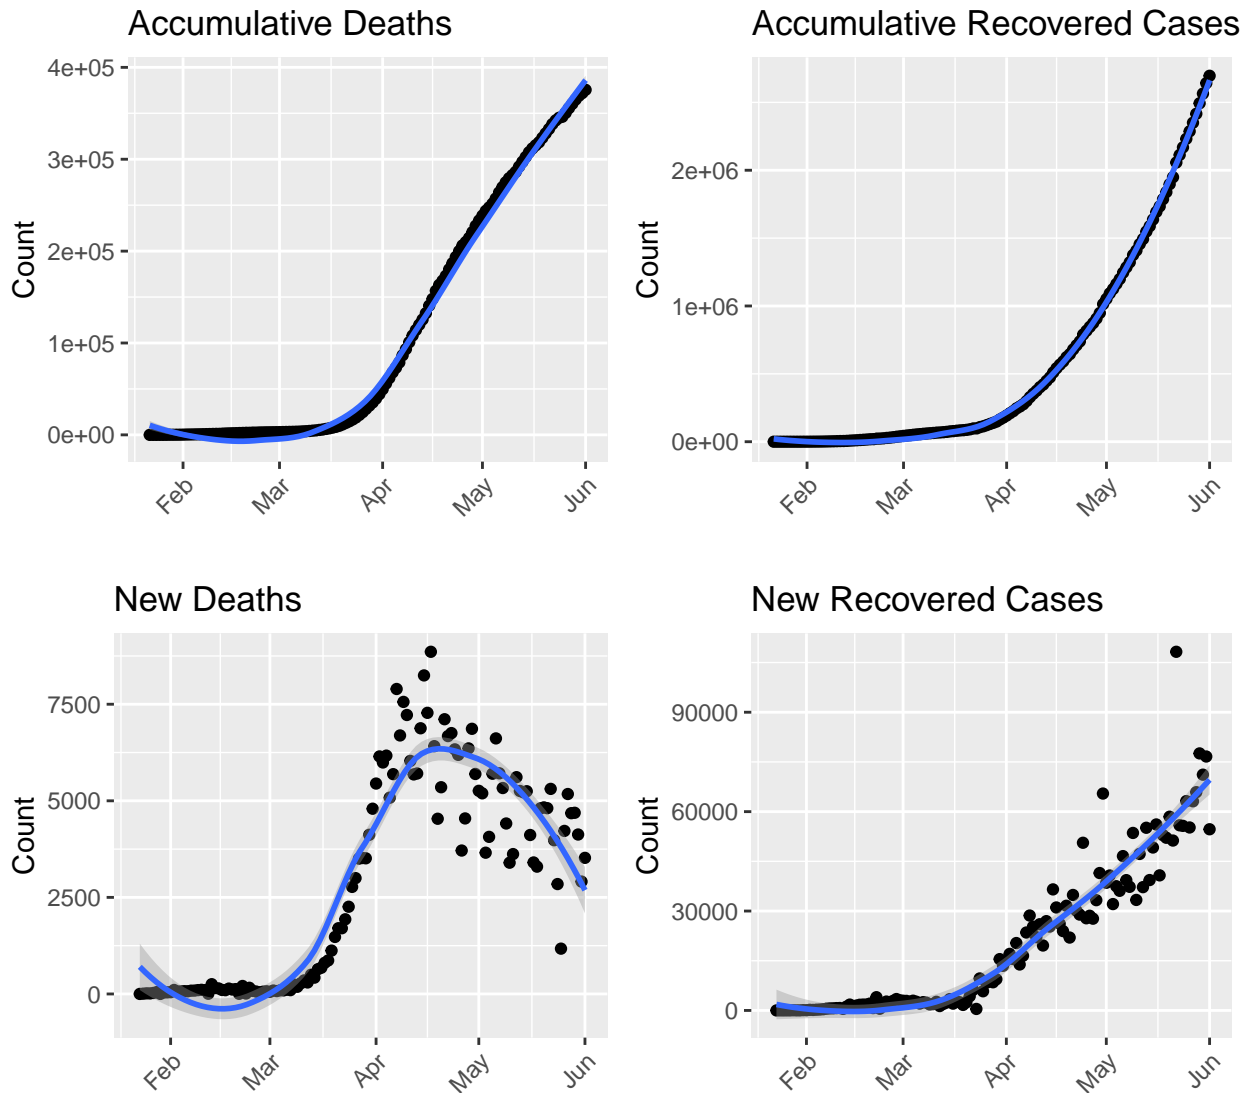 Accumulative Deaths
Count
4e+05
3e+05
2e+05
1e+05
0e+00
Feb
Mar
Apr
May
Jun
Accumulative Recovered Cases
Count
2e+06
1e+06
0e+00
Feb
Mar
Apr
May
Jun
New Deaths
Count
7500
5000
2500
0
Feb
Mar
Apr
May
Jun
New Recovered Cases
Count
90000
60000
30000
0
Feb
Mar
Apr
May
Jun